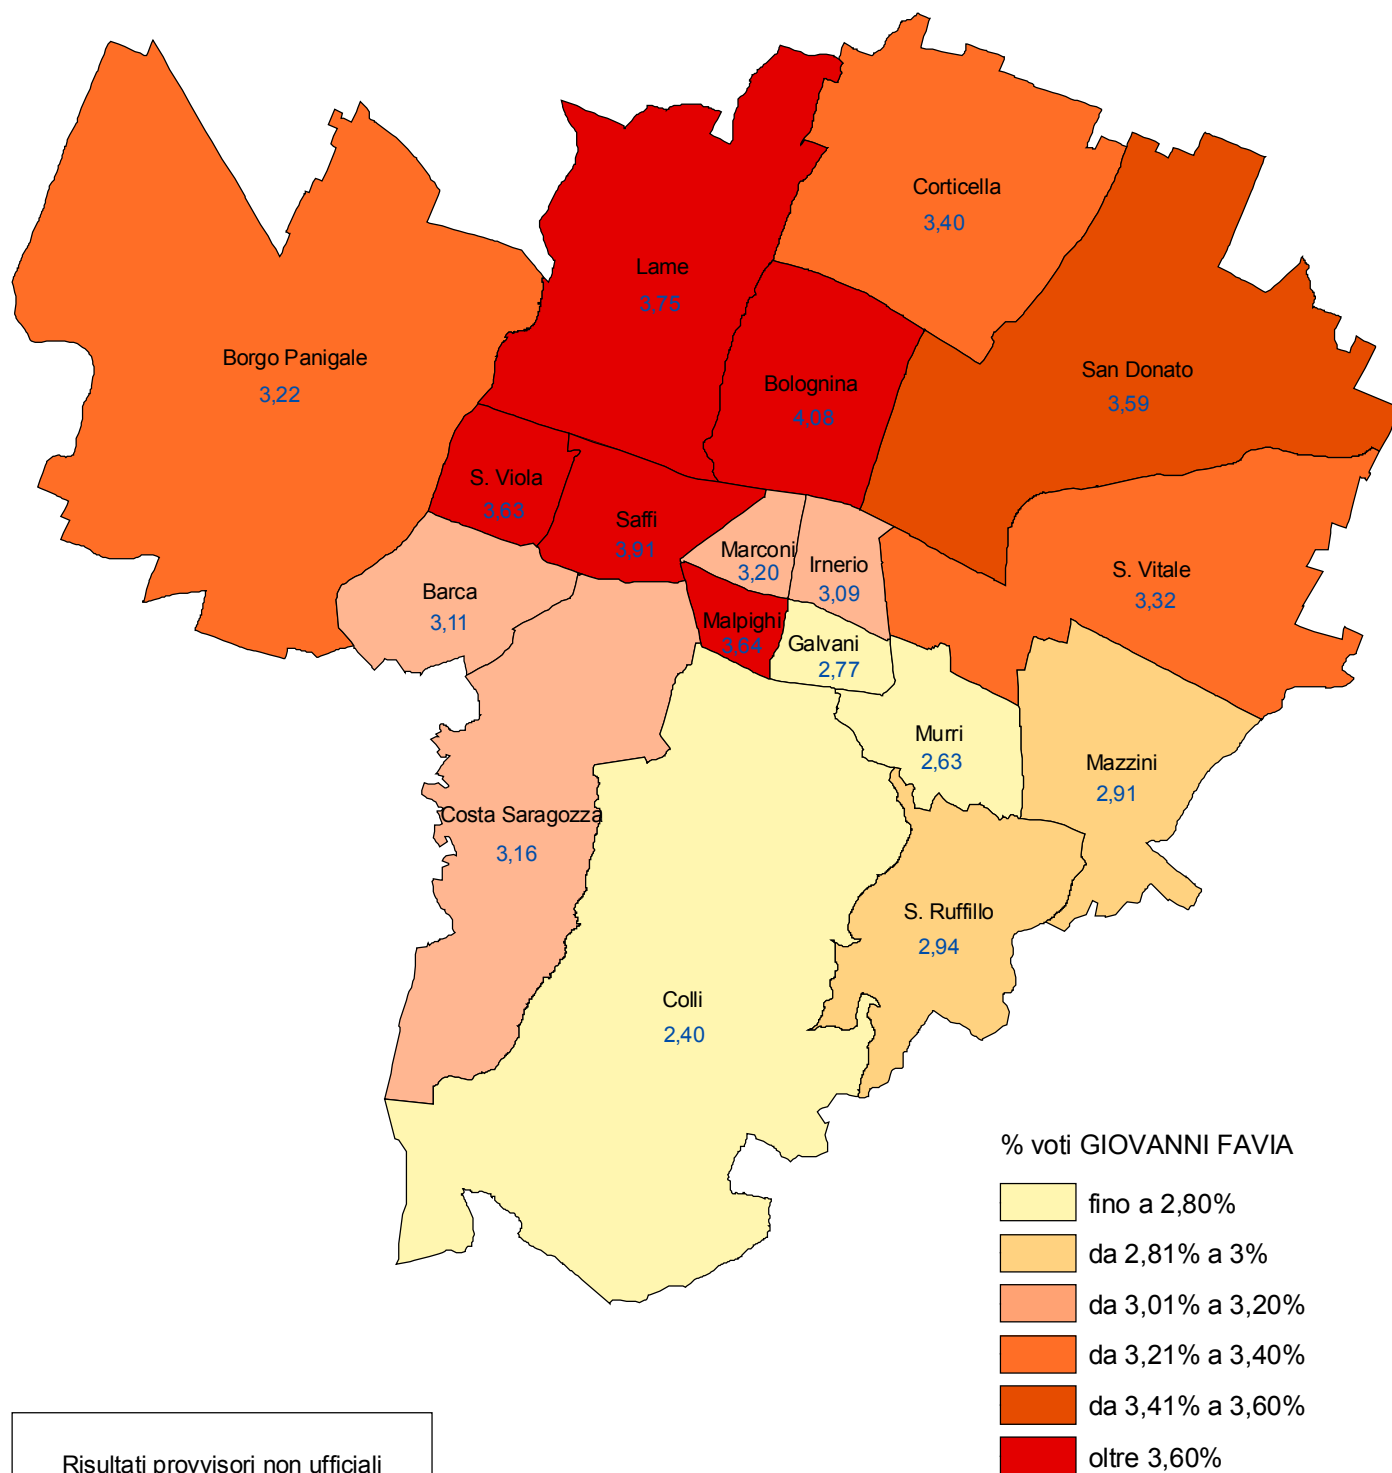 Corticella
3,40
Lame
3,75
Borgo Panigale
3,22
Bolognina
4,08
San Donato
3,59
S. Viola
3,63
Saffi
3,91
Marconi
3,20
Irnerio
3,09
S. Vitale
3,32
Barca
3,11
Malpighi
3,64
Galvani
2,77
Murri
2,63
Mazzini
2,91
Costa Saragozza
3,16
S. Ruffillo
2,94
Colli
2,40
% voti GIOVANNI FAVIA
fino a 2,80%
da 2,81% a 3%
da 3,01% a 3,20%
da 3,21% a 3,40%
da 3,41% a 3,60%
oltre 3,60%
Risultati provvisori non ufficiali